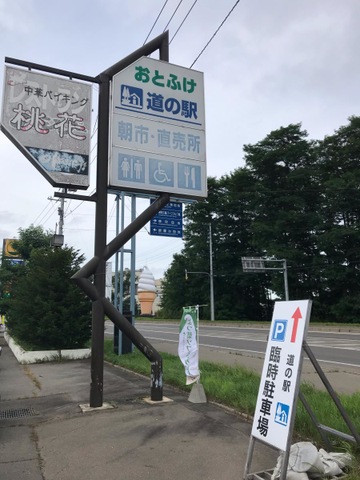 中華バイキング
桃花
おとふけ
道の駅
朝市・直売所
P
道の駅
臨時駐車場